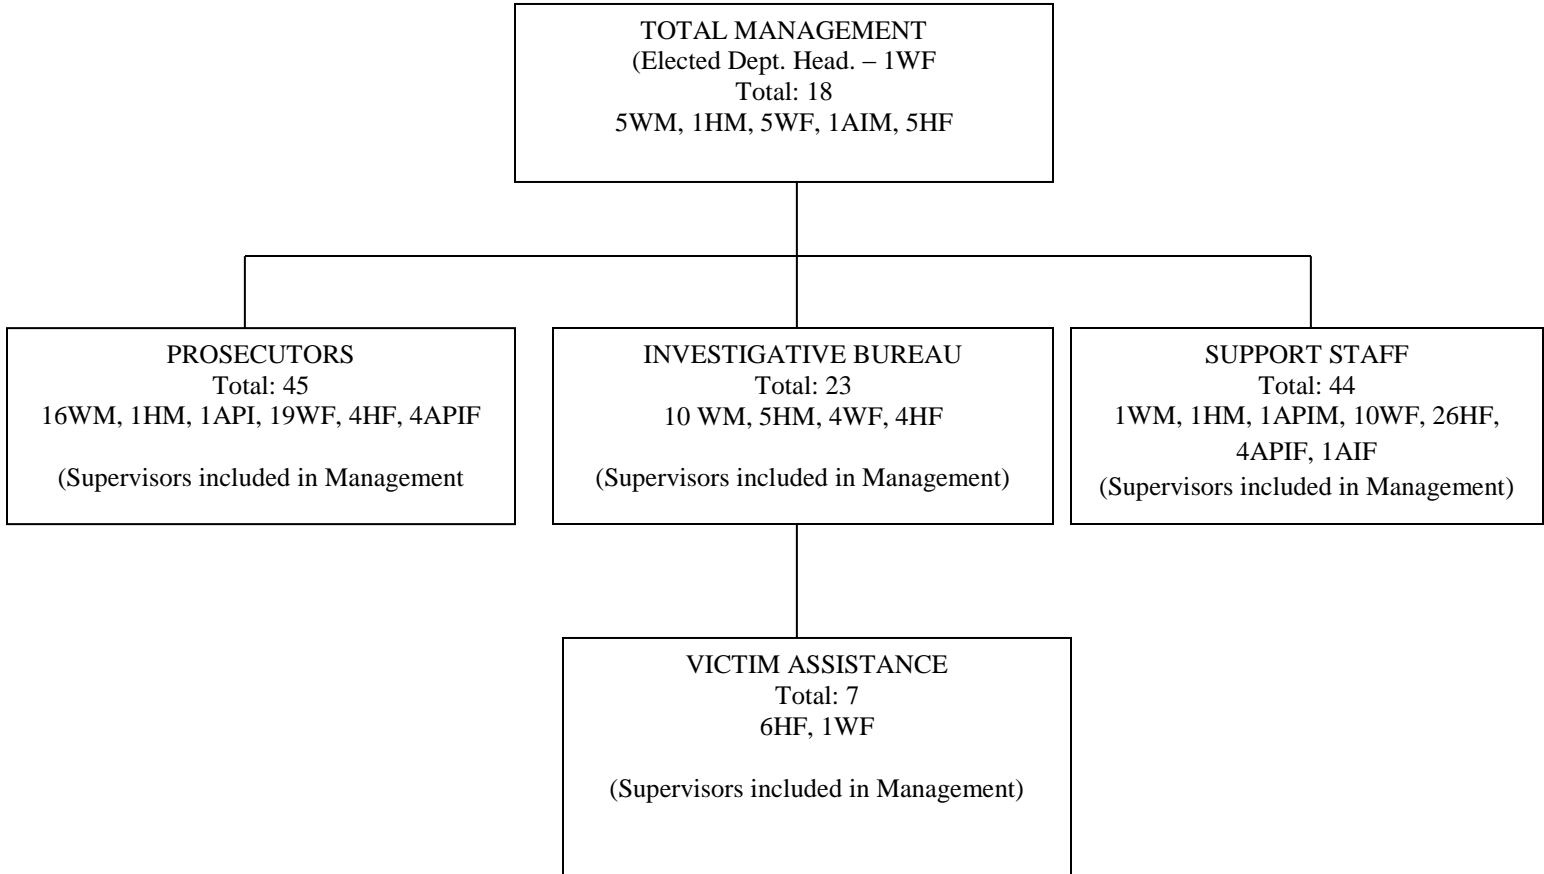 TOTAL MANAGEMENT
(Elected Dept. Head. – 1WF
Total: 18
5WM, 1HM, 5WF, 1AIM, 5HF
PROSECUTORS
Total: 45
16WM, 1HM, 1API, 19WF, 4HF, 4APIF
(Supervisors included in Management
INVESTIGATIVE BUREAU
Total: 23
10 WM, 5HM, 4WF, 4HF
(Supervisors included in Management)
SUPPORT STAFF
Total: 44
1WM, 1HM, 1APIM, 10WF, 26HF,
4APIF, 1AIF
(Supervisors included in Management)
VICTIM ASSISTANCE
Total: 7
6HF, 1WF
(Supervisors included in Management)